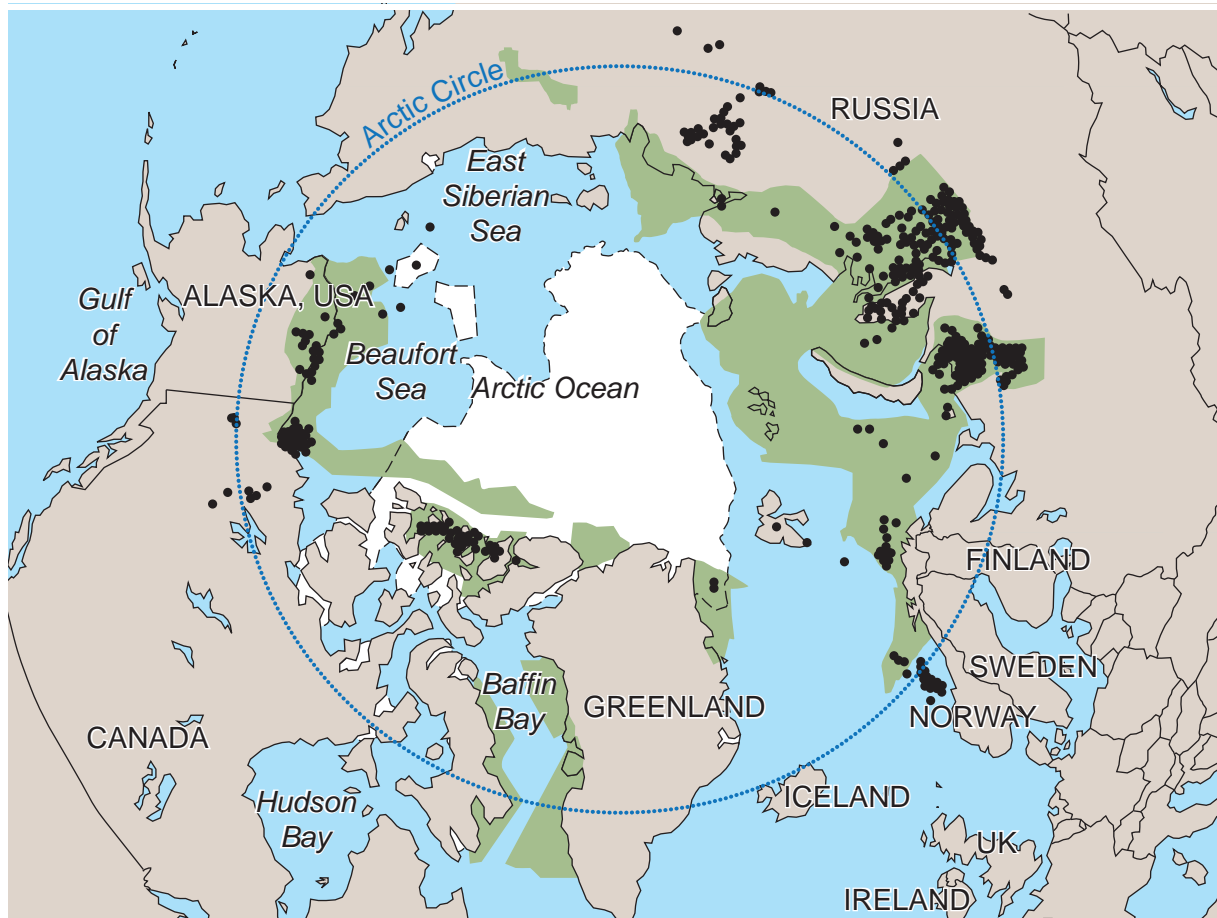 Arctic Circle
RUSSIA
East
Siberian
Sea
ALASKA, USA
Gulf
of
Alaska
Beaufort
Sea
Arctic Ocean
FINLAND
SWEDEN
Baffin
Bay
GREENLAND
NORWAY
CANADA
Hudson
Bay
ICELAND
UK
IRELAND